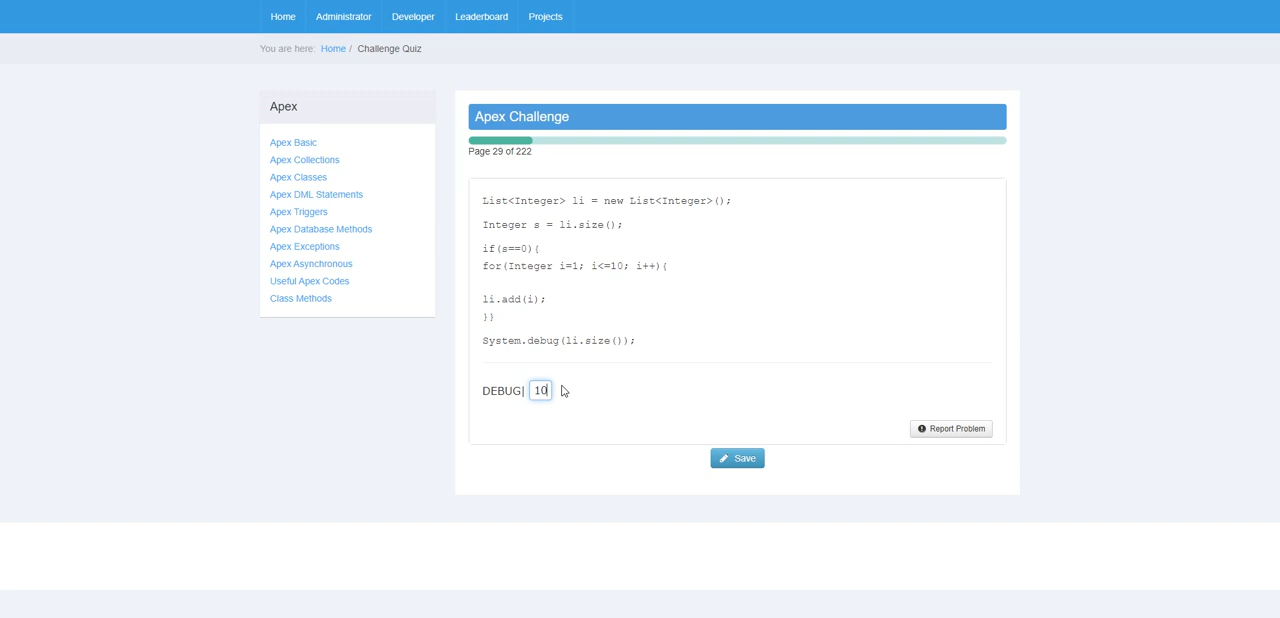 Home Administrator Developer Leaderboard Projects
You are here: Home / Challenge Quiz
Apex
Apex Basic
Apex Collections
Apex Classes
Apex DML Statements
Apex Triggers
Apex Database Methods
Apex Exceptions
Apex Asynchronous
Useful Apex Codes
Class Methods
Apex Challenge
Page 29 of 222
List<Integer> li = new List<Integer>();
Integer s = li.size();
if(s==0){
for(Integer i=1; i<=10; i++){
li.add(i);
}}
System.debug(li.size());
DEBUG| 10
Report Problem
Save